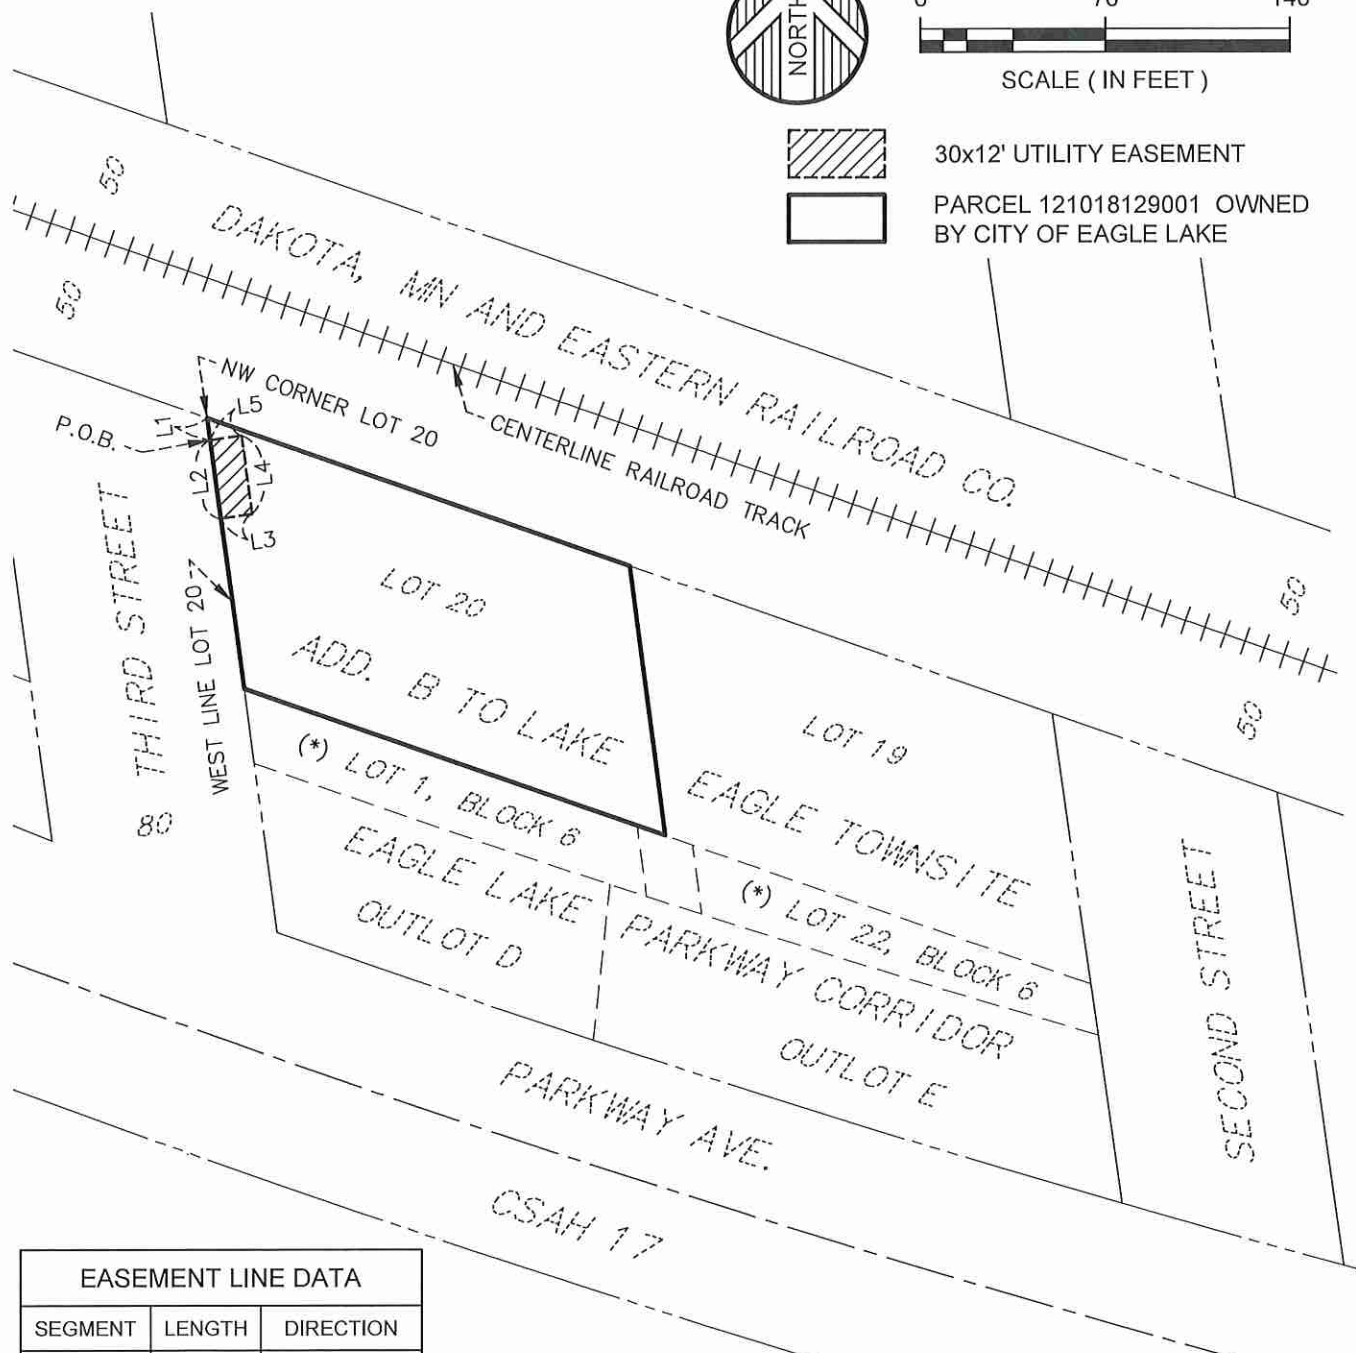 0 70 140
NORTH
SCALE ( IN FEET )
30x12' UTILITY EASEMENT
PARCEL 121018129001 OWNED
BY CITY OF EAGLE LAKE
50
50
DAKOTA, MN AND EASTERN RAILROAD CO.
NW CORNER LOT 20
CENTERLINE RAILROAD TRACK
P.O.B.
L1
L5
L2
L4
L3
50
50
THIRD STREET
80
WEST LINE LOT 20
LOT 20
ADD. B TO LAKE
LOT 19
EAGLE TOWNSITE
(*) LOT 1, BLOCK 6
EAGLE LAKE
OUTLOT D
(*) LOT 22, BLOCK 6
PARKWAY CORRIDOR
OUTLOT E
SECOND STREET
PARKWAY AVE.
CSAH 17
EASEMENT LINE DATA
SEGMENT LENGTH DIRECTION